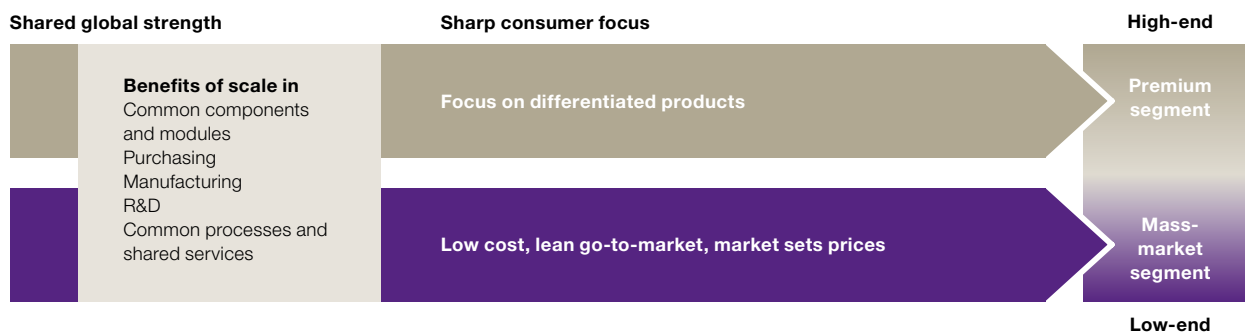 Shared global strength
Sharp consumer focus
High-end
Benefits of scale in
Common components
and modules
Purchasing
Manufacturing
R&D
Common processes and
shared services
Focus on differentiated products
Premium
segment
Low cost, lean go-to-market, market sets prices
Mass-
market
segment
Low-end